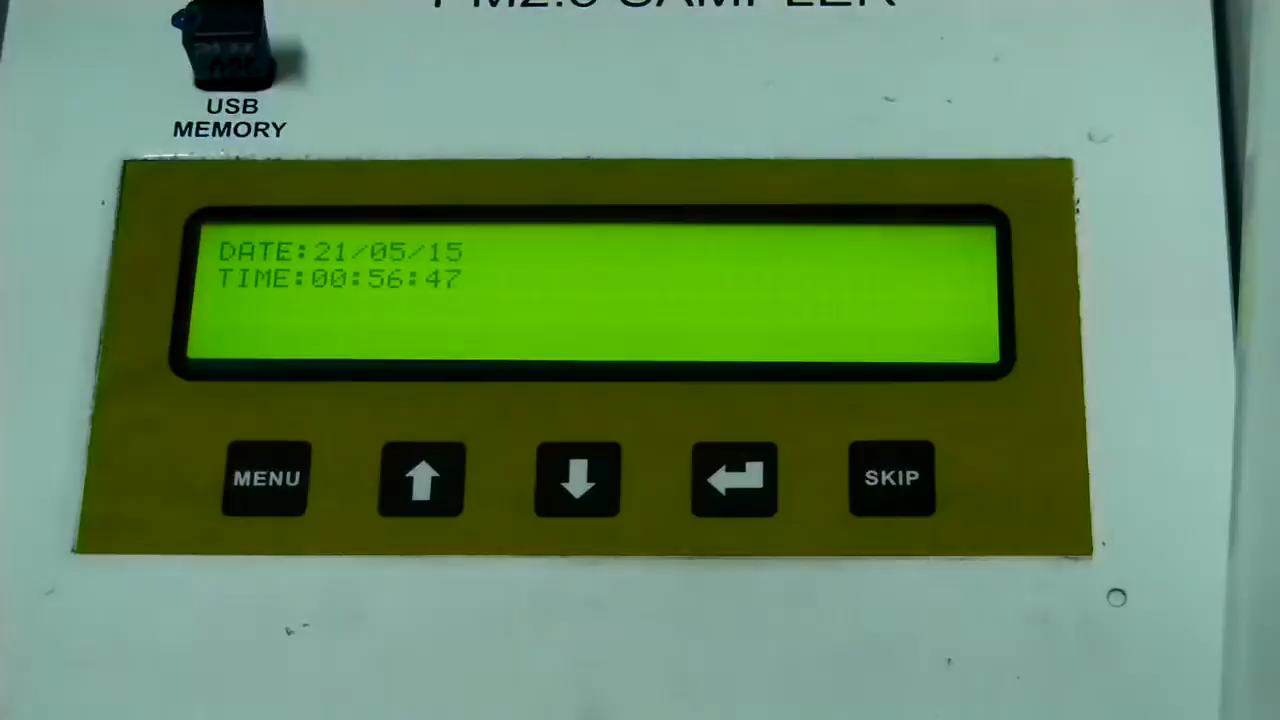 PM2.5 SAMPLER
USB
MEMORY
DATE:21/05/15
TIME:00:56:47
MENU
SKIP